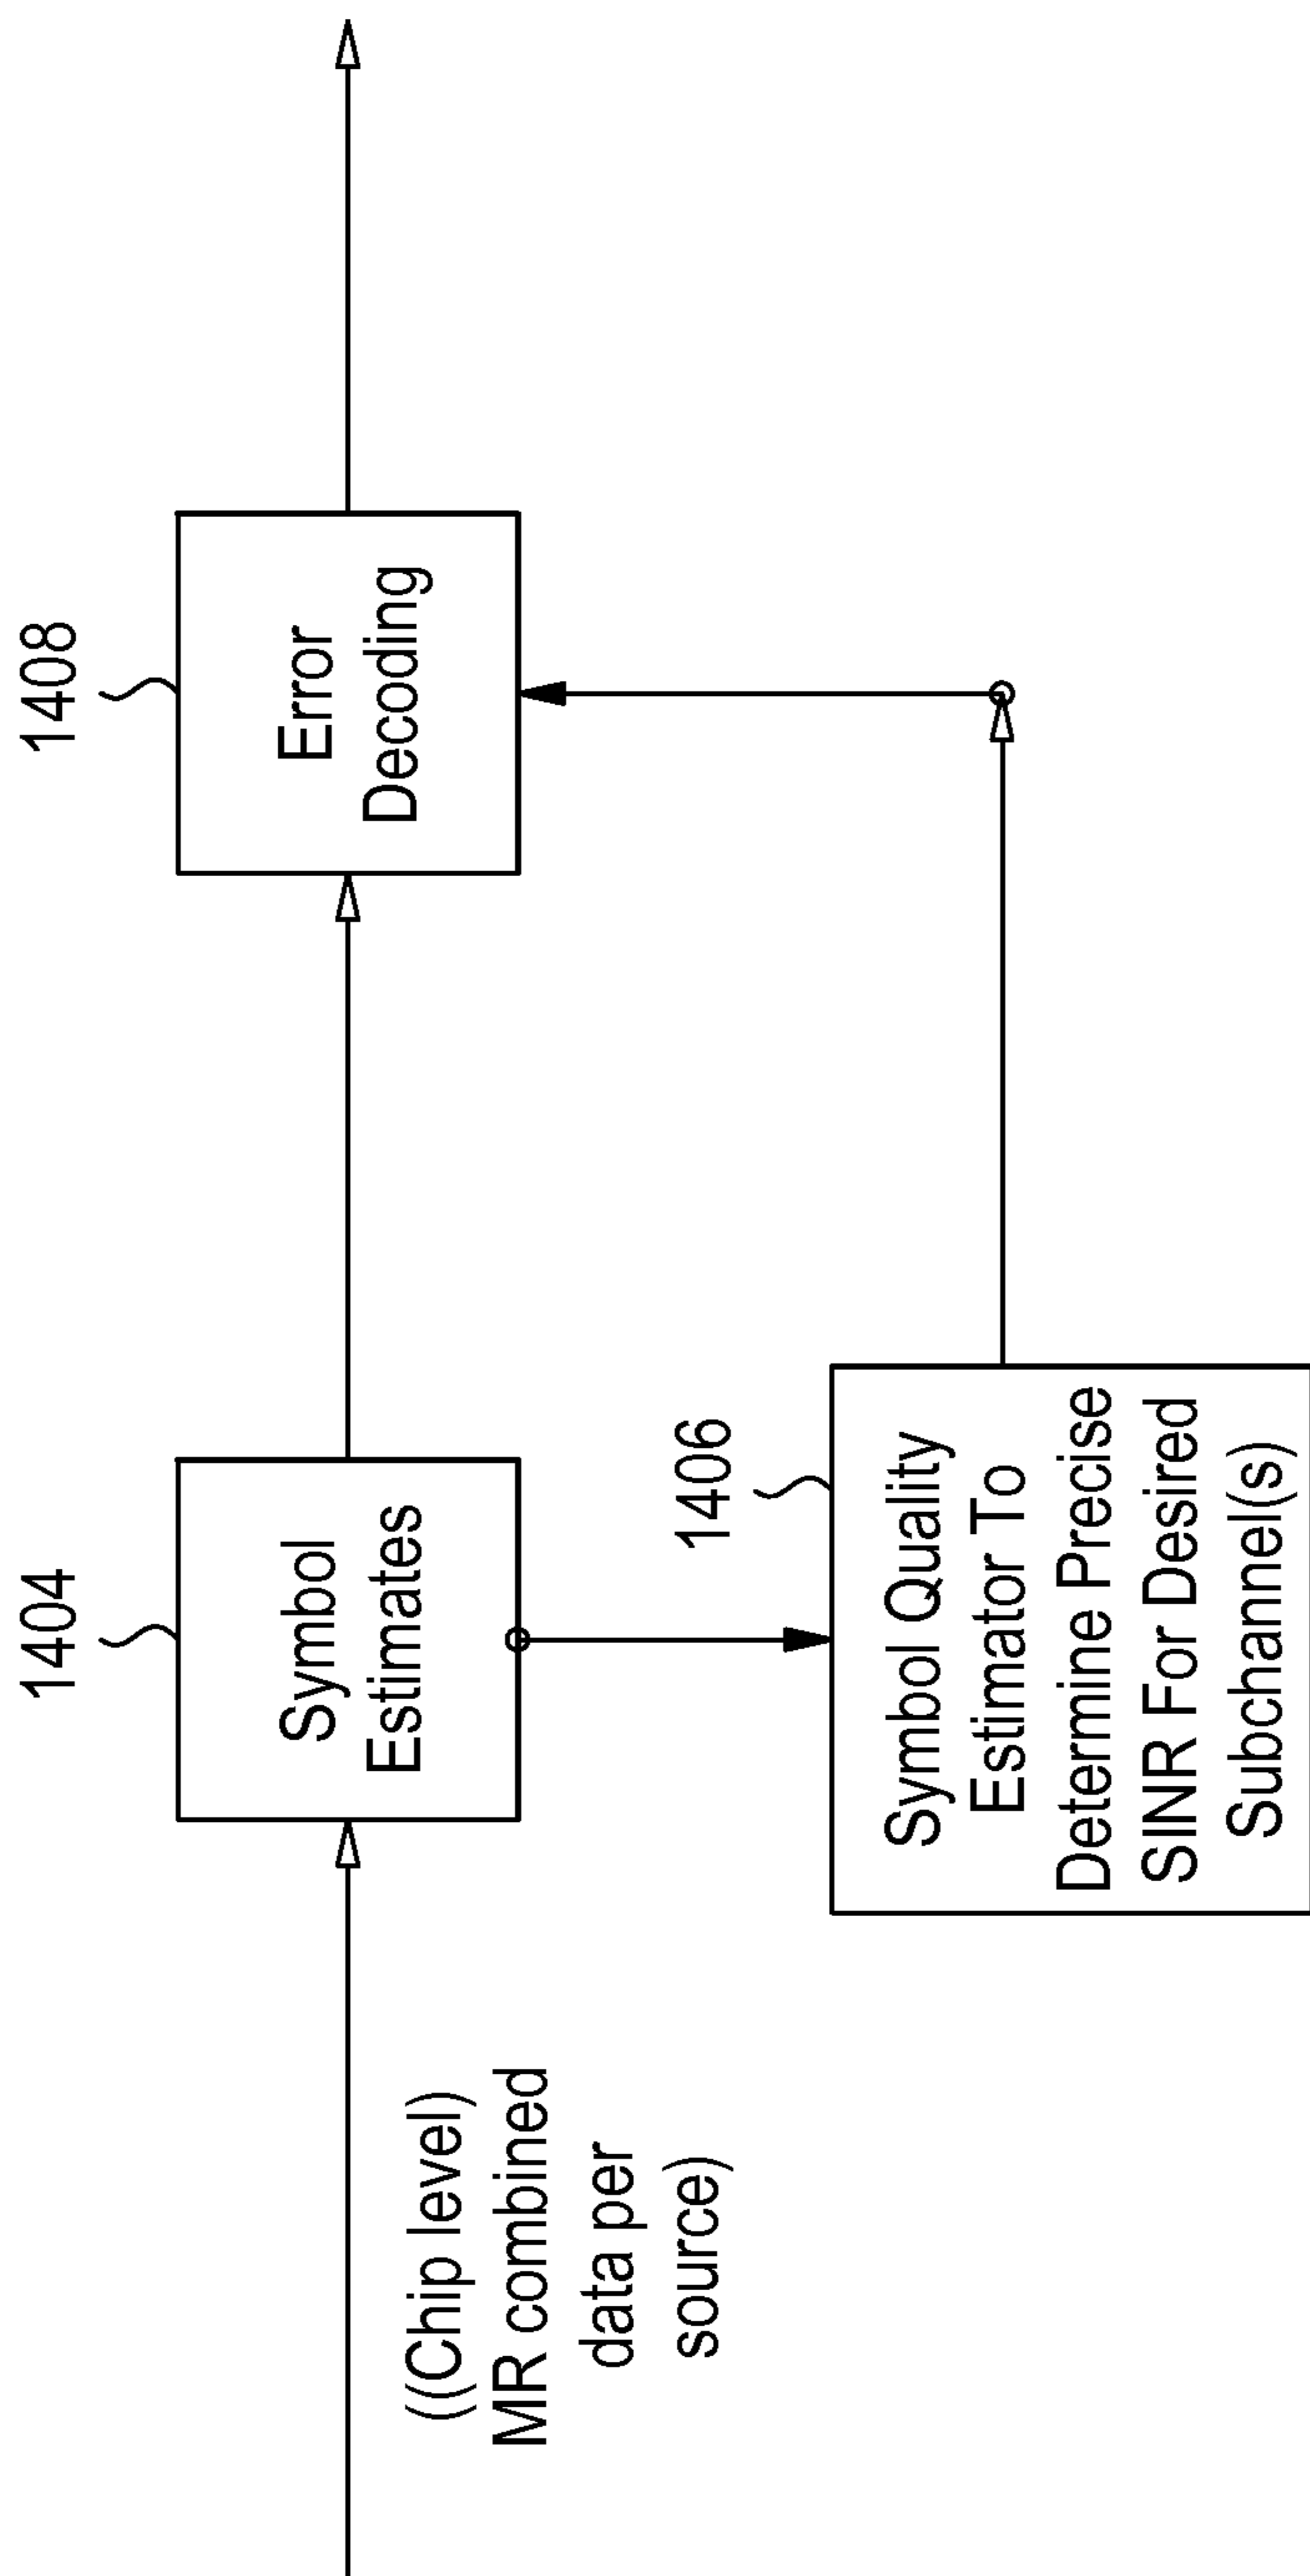 1404
Symbol
Estimates
1408
Error
Decoding
((Chip level)
MR combined
data per
source)
1406
Symbol Quality
Estimator To
Determine Precise
SINR For Desired
Subchannel(s)